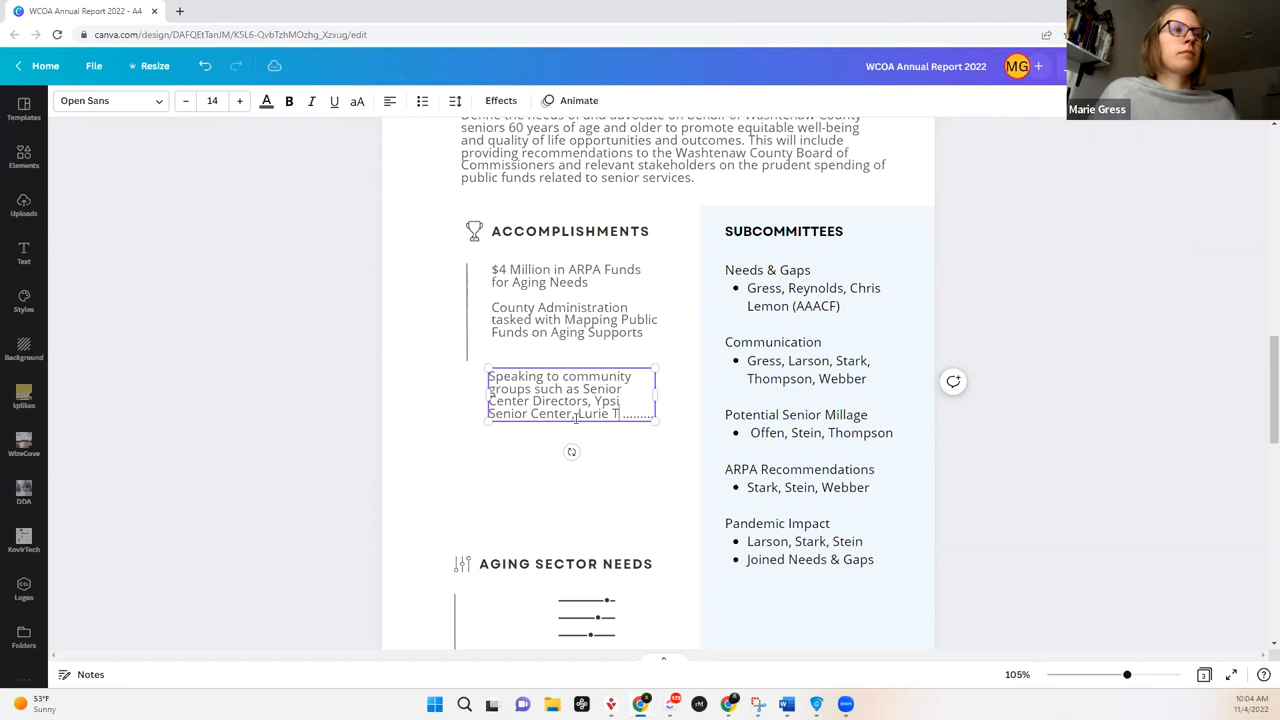 WCOA Annual Report 2022 - A4
canva.com/design/DAFQEtTanJM/K5L6-QvbTzhMOzhg_Xzxug/edit
Home
File
Resize
WCOA Annual Report 2022
MG
Marie Gress
Open Sans
14
Effects
Animate
Templates
Elements
Uploads
Text
Styles
Background
kplikes
WizeCove
DDA
KovirTech
Logos
Folders
Define the needs of and advocate on behalf of Washtenaw County
seniors 60 years of age and older to promote equitable well-being
and quality of life opportunities and outcomes. This will include
providing recommendations to the Washtenaw County Board of
Commissioners and relevant stakeholders on the prudent spending of
public funds related to senior services.
ACCOMPLISHMENTS
$4 Million in ARPA Funds
for Aging Needs
County Administration
tasked with Mapping Public
Funds on Aging Supports
Speaking to community
groups such as Senior
Center Directors, Ypsi
Senior Center, Lurie T .........
AGING SECTOR NEEDS
SUBCOMMITTEES
Needs & Gaps
Gress, Reynolds, Chris
Lemon (AAACF)
Communication
Gress, Larson, Stark,
Thompson, Webber
Potential Senior Millage
Offen, Stein, Thompson
ARPA Recommendations
Stark, Stein, Webber
Pandemic Impact
Larson, Stark, Stein
Joined Needs & Gaps
Notes
105%
3
53°F
Sunny
10:04 AM
11/4/2022